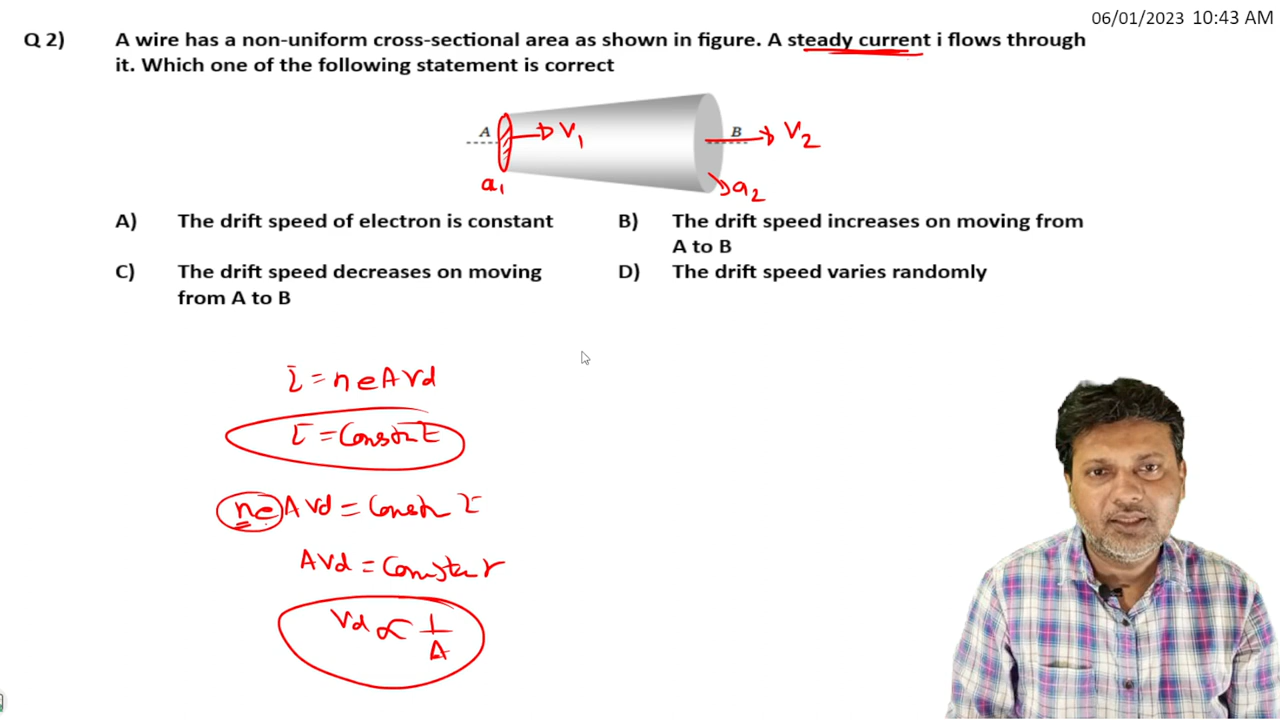 06/01/2023 10:43 AM
Q 2) A wire has a non-uniform cross-sectional area as shown in figure. A steady current i flows through
it. Which one of the following statement is correct
A V₁ B V₂
a₁ a₂
A) The drift speed of electron is constant
B) The drift speed increases on moving from
A to B
C) The drift speed decreases on moving
from A to B
D) The drift speed varies randomly
i = neAVd
I = Constnt
neAVd = Constn t
AVd = Constant
Vd ∝ 1/A